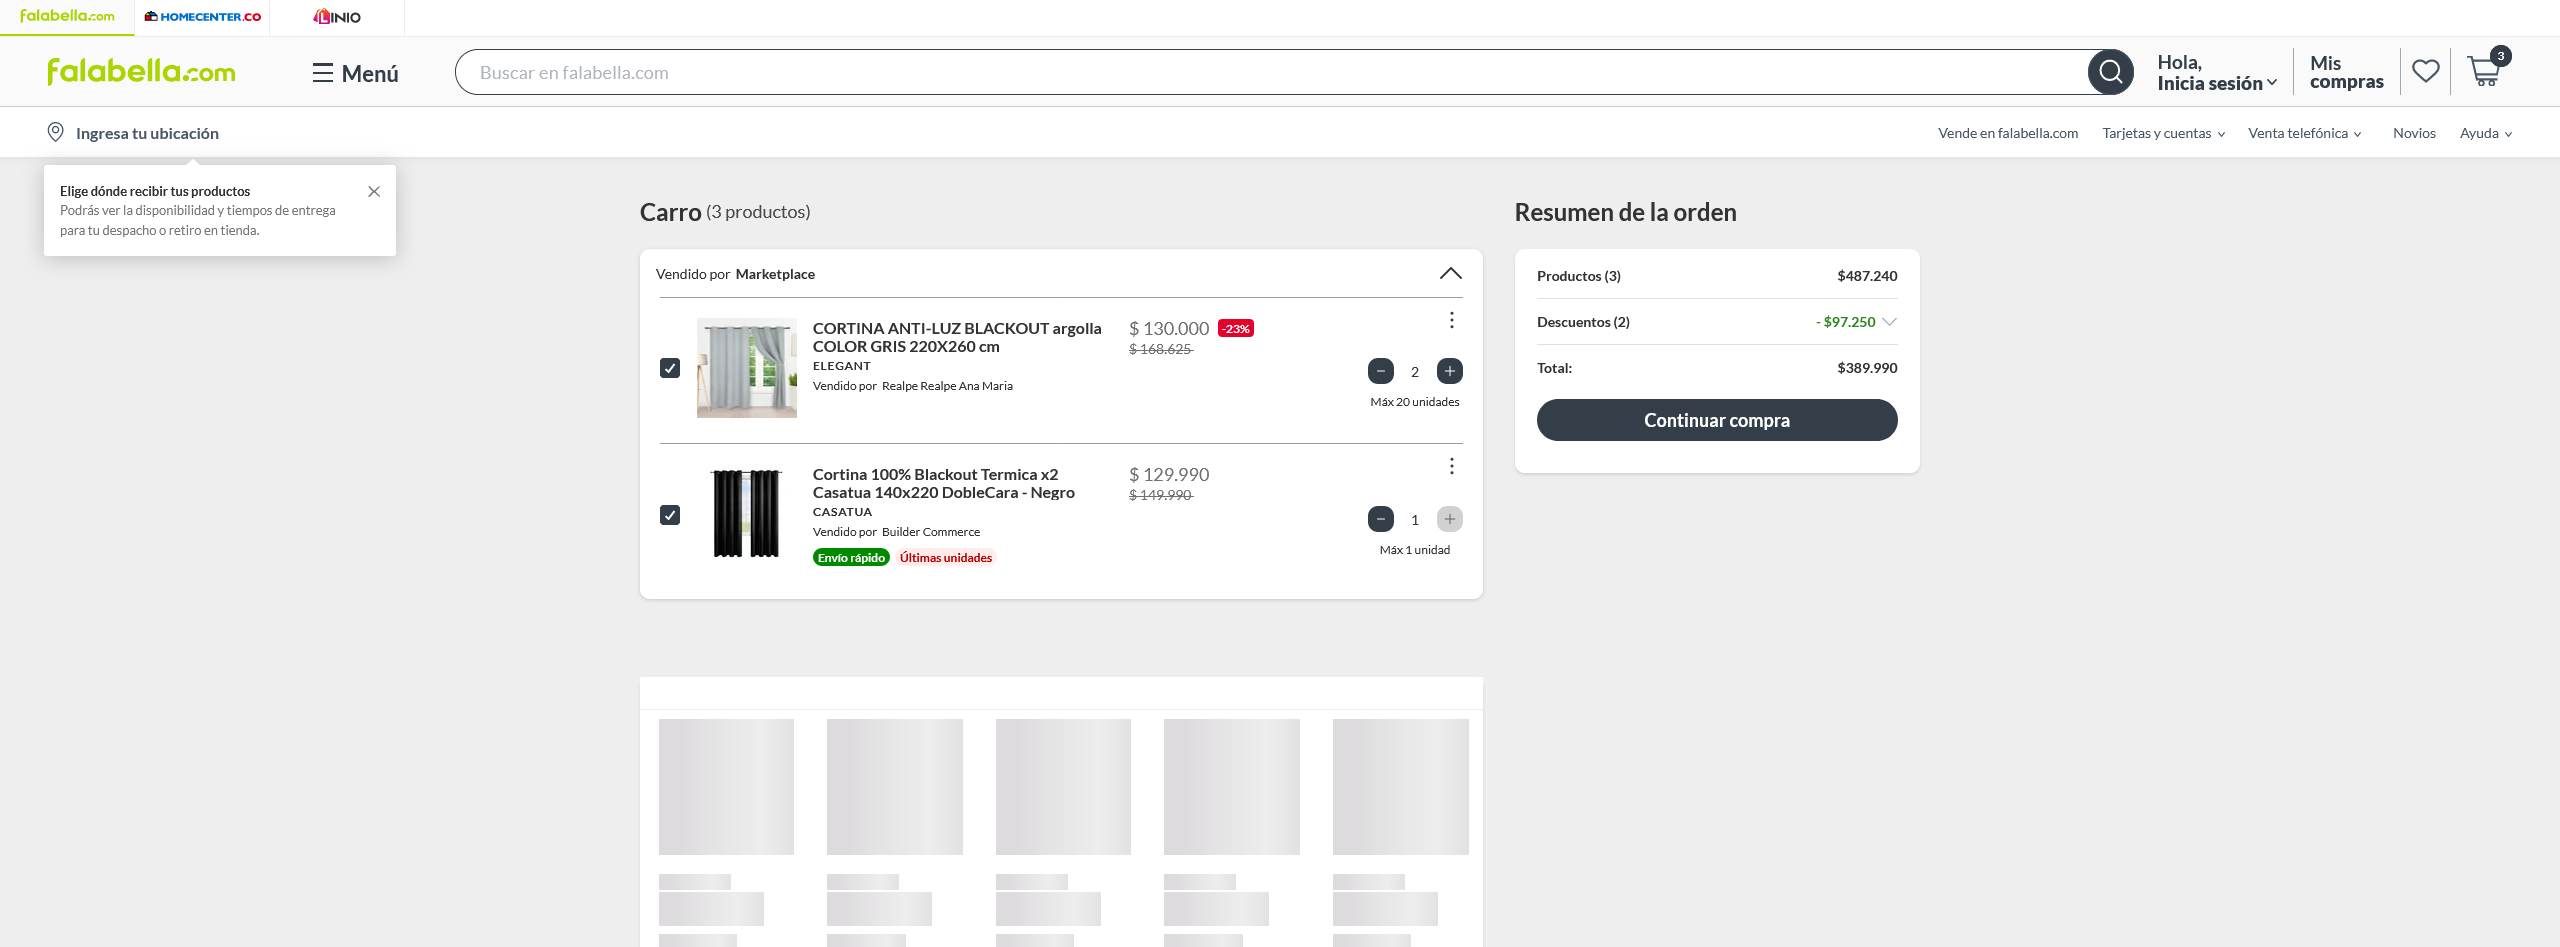 falabella.com
HOMECENTER.CO
LINIO
falabella.com
Menú
Buscar en falabella.com
Hola,
Inicia sesión
Mis
compras
3
Ingresa tu ubicación
Vende en falabella.com
Tarjetas y cuentas
Venta telefónica
Novios
Ayuda
Elige dónde recibir tus productos
Podrás ver la disponibilidad y tiempos de entrega
para tu despacho o retiro en tienda.
Carro (3 productos)
Vendido por Marketplace
CORTINA ANTI-LUZ BLACKOUT argolla
COLOR GRIS 220X260 cm
ELEGANT
Vendido por Realpe Realpe Ana Maria
$ 130.000 -23%
$ 168.625
2
Máx 20 unidades
Cortina 100% Blackout Termica x2
Casatua 140x220 DobleCara - Negro
CASATUA
Vendido por Builder Commerce
Envío rápido Últimas unidades
$ 129.990
$ 149.990
1
Máx 1 unidad
Resumen de la orden
Productos (3) $487.240
Descuentos (2) - $97.250
Total: $389.990
Continuar compra